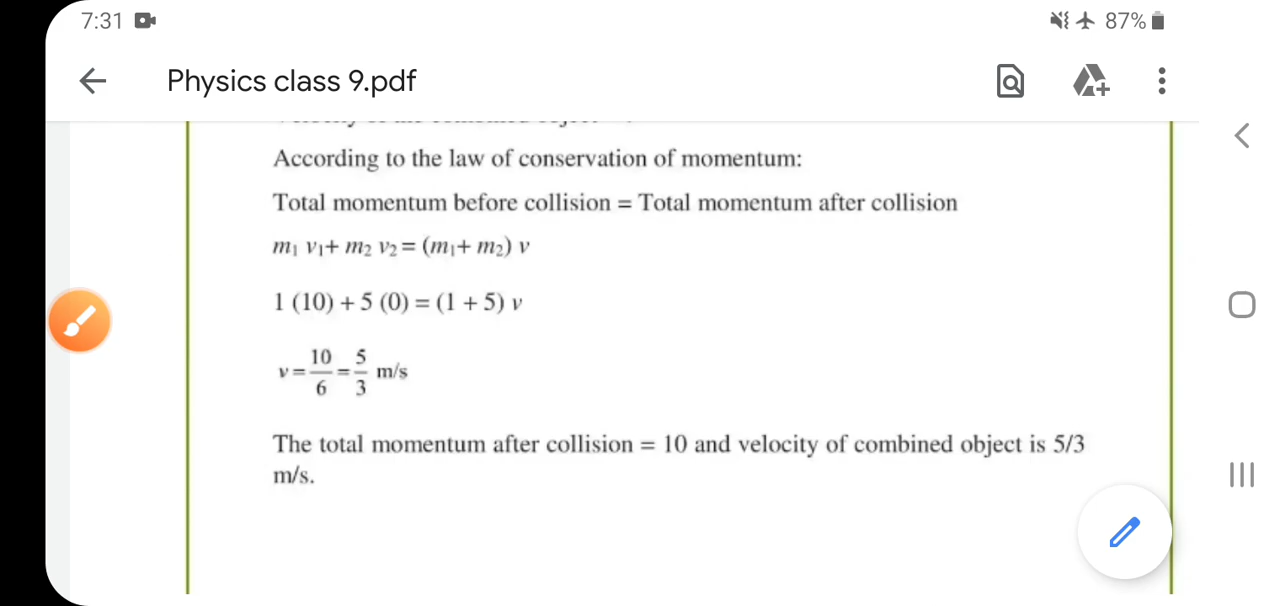 7:31
87%
Physics class 9.pdf
According to the law of conservation of momentum:
Total momentum before collision = Total momentum after collision
m₁ v₁+ m₂ v₂ = (m₁+ m₂) v
1 (10) + 5 (0) = (1 + 5) v
v = 10/6 = 5/3 m/s
The total momentum after collision = 10 and velocity of combined object is 5/3
m/s.